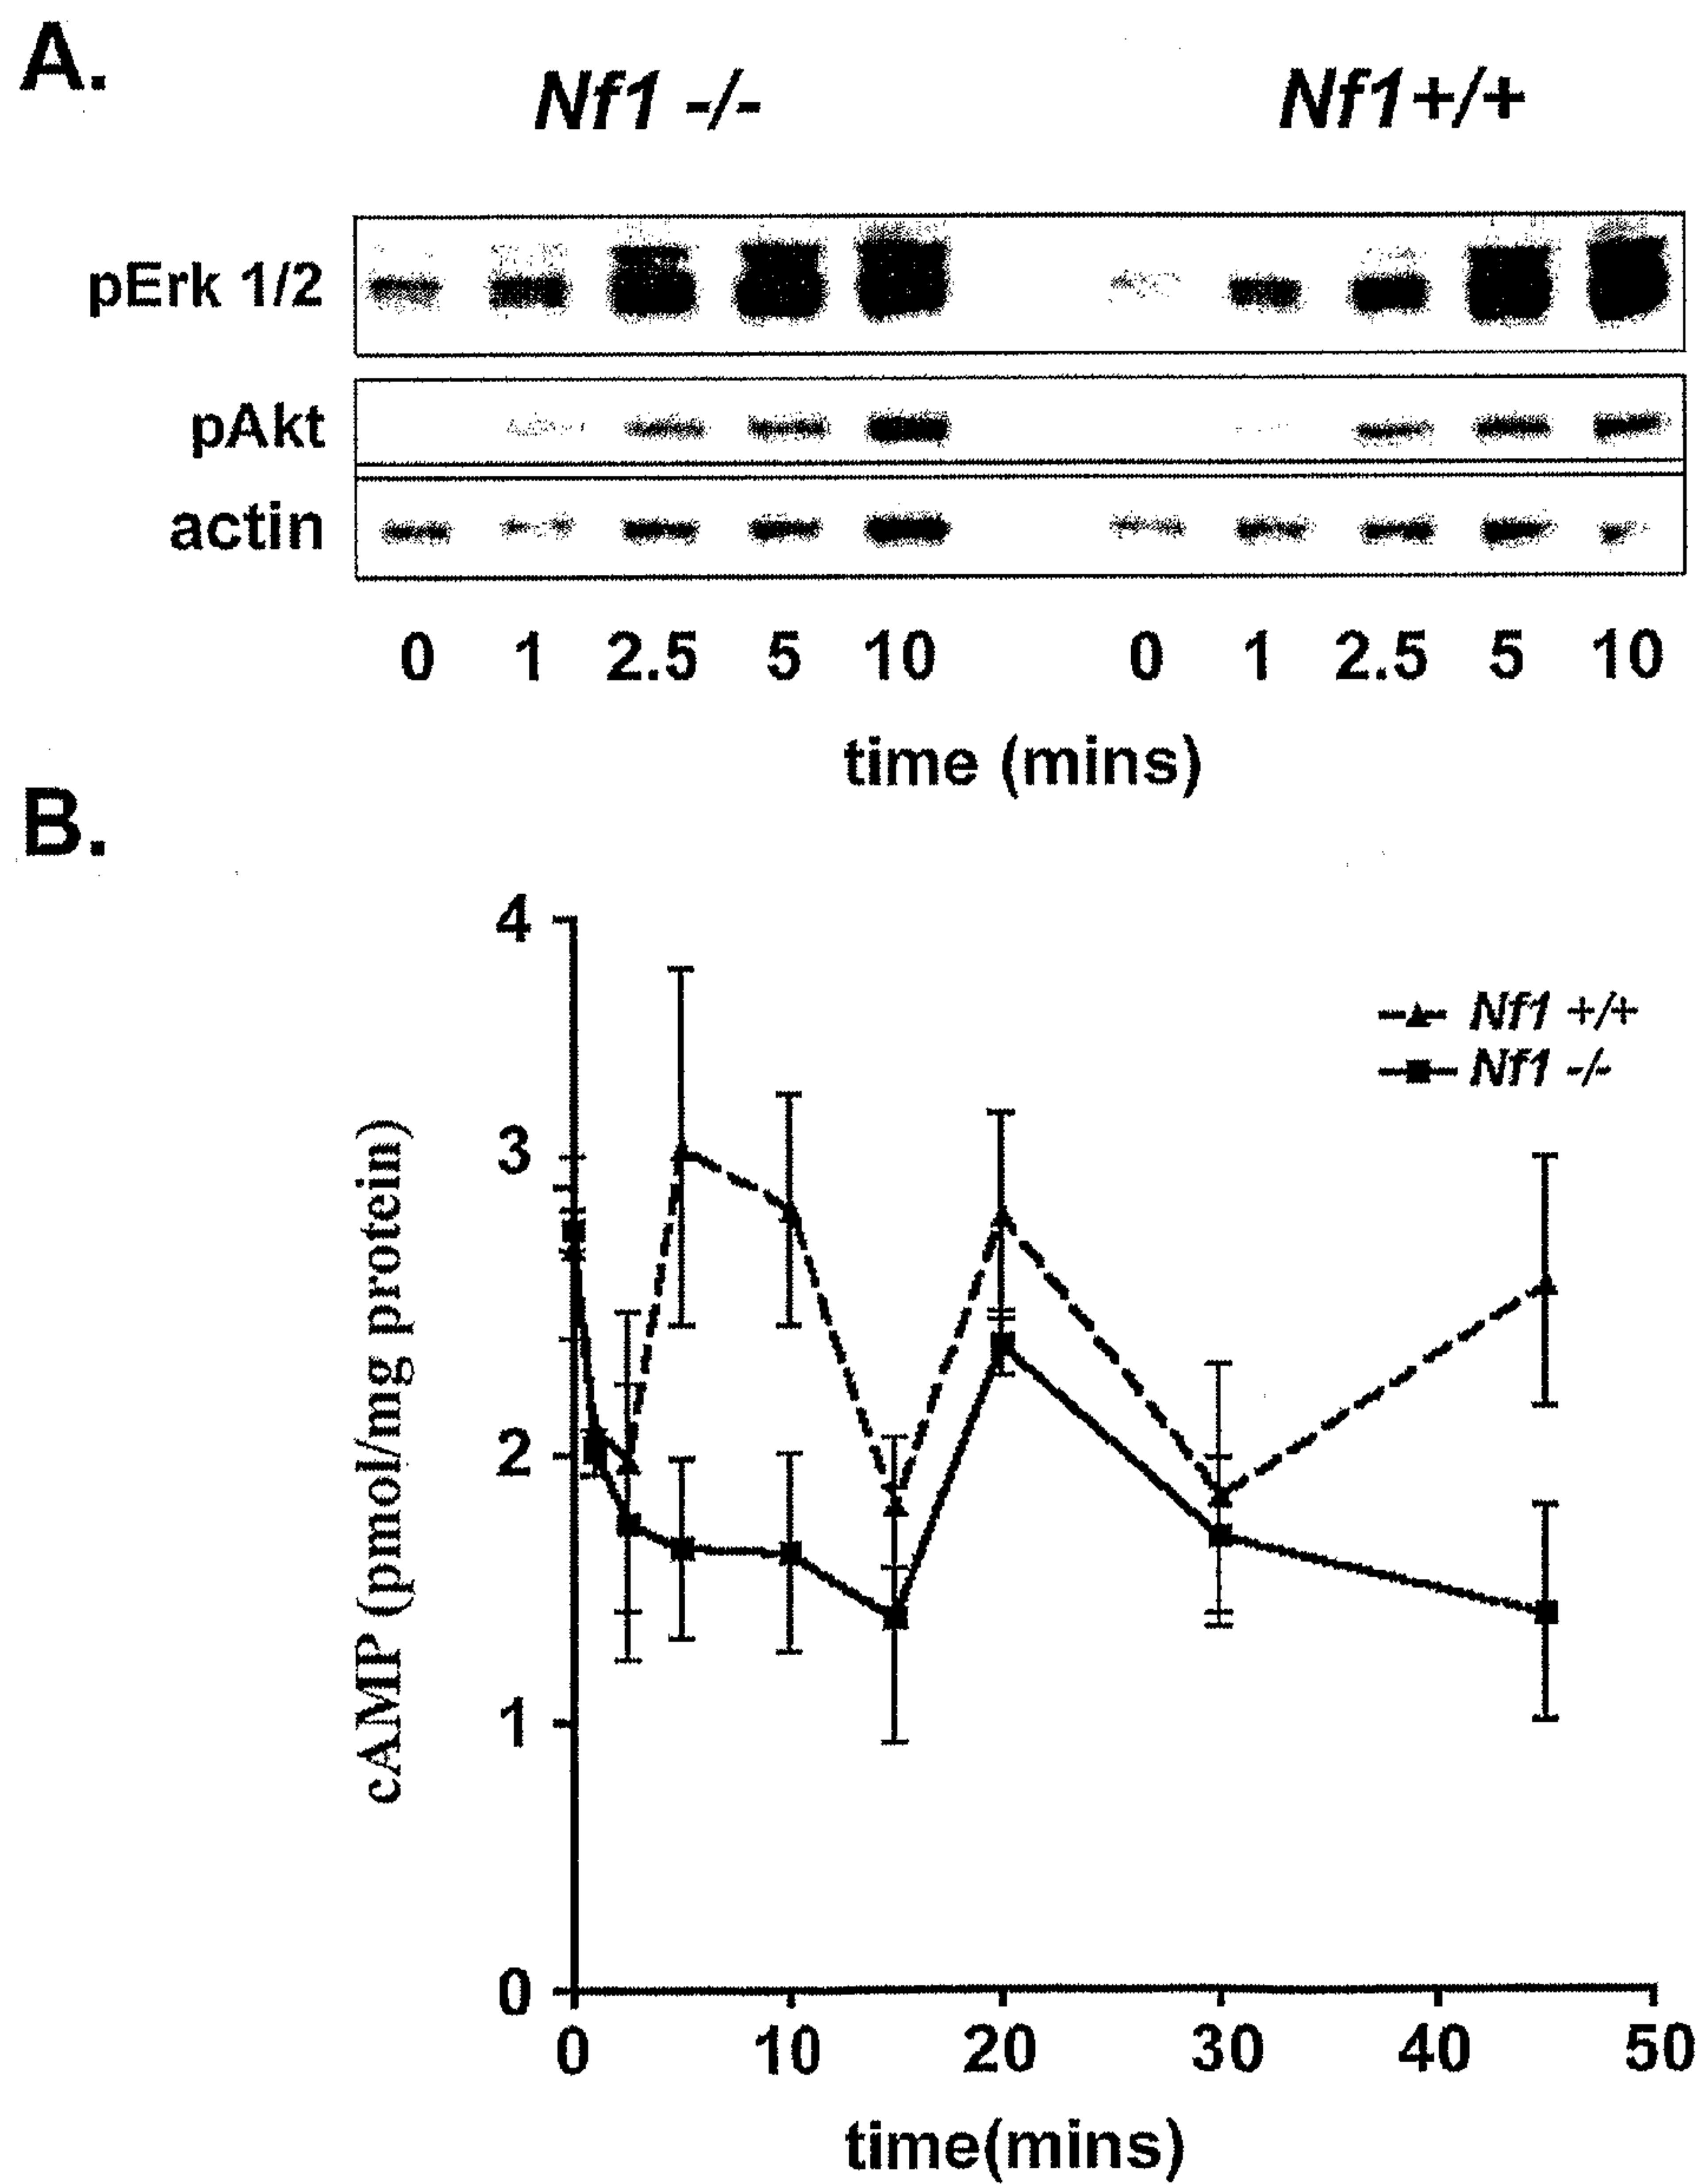 A.
Nf1 -/- Nf1+/+
pErk 1/2
pAkt
actin
0 1 2.5 5 10 0 1 2.5 5 10
time (mins)
B.
4
Nf1 +/+
Nf1 -/-
3
2
1
0
cAMP (pmol/mg protein)
0 10 20 30 40 50
time(mins)